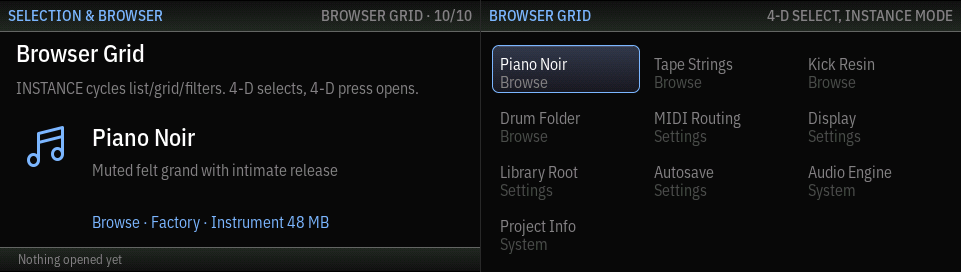 SELECTION & BROWSER
BROWSER GRID · 10/10
Browser Grid
INSTANCE cycles list/grid/filters. 4-D selects, 4-D press opens.
Piano Noir
Muted felt grand with intimate release
Browse · Factory · Instrument 48 MB
Nothing opened yet
BROWSER GRID
4-D SELECT, INSTANCE MODE
Piano Noir
Browse
Tape Strings
Browse
Kick Resin
Browse
Drum Folder
Browse
MIDI Routing
Settings
Display
Settings
Library Root
Settings
Autosave
Settings
Audio Engine
System
Project Info
System